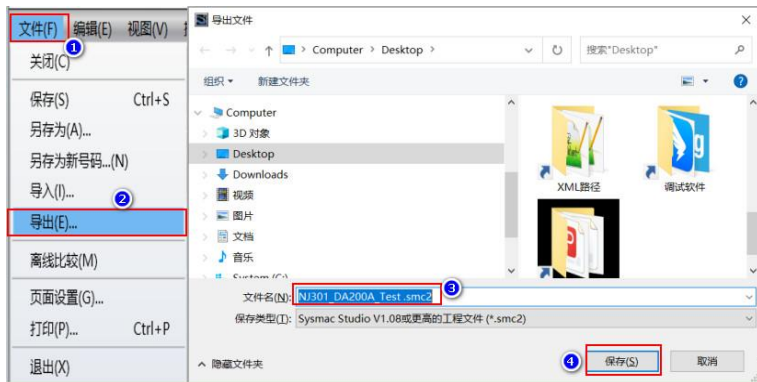 文件(F) 编辑(E) 视图(V)
1
关闭(C)
保存(S) Ctrl+S
另存为(A)...
另存为新号码...(N)
导入(I)...
2
导出(E)...
离线比较(M)
页面设置(G)...
打印(P)... Ctrl+P
退出(X)
导出文件
Computer > Desktop >
搜索"Desktop"
组织 新建文件夹
Computer
3D 对象
Desktop
Downloads
视频
图片
文档
音乐
System (C:)
XML路径
调试软件
文件名(N): NJ301_DA200A_Test .smc2
3
保存类型(T): Sysmac Studio V1.08或更高的工程文件 (*.smc2)
隐藏文件夹
4
保存(S) 取消